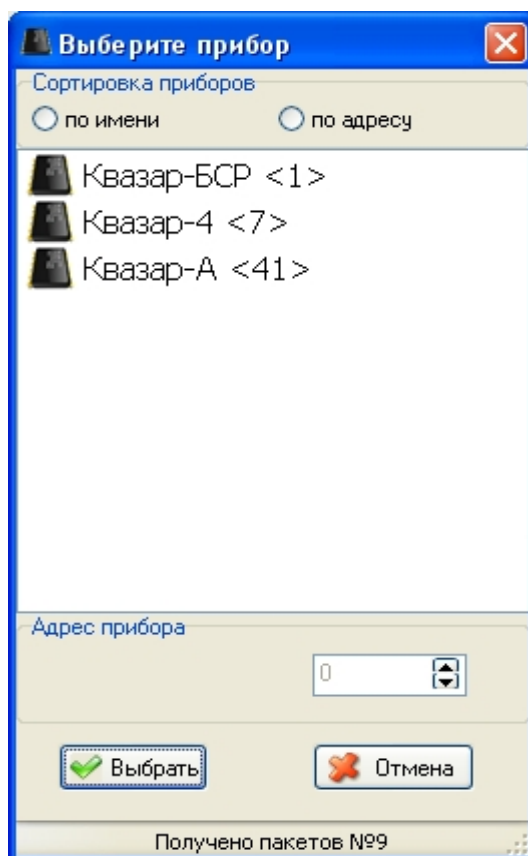 Выберите прибор
Сортировка приборов
по имени по адресу
Квазар-БСР <1>
Квазар-4 <7>
Квазар-А <41>
Адрес прибора
0
Выбрать Отмена
Получено пакетов №9